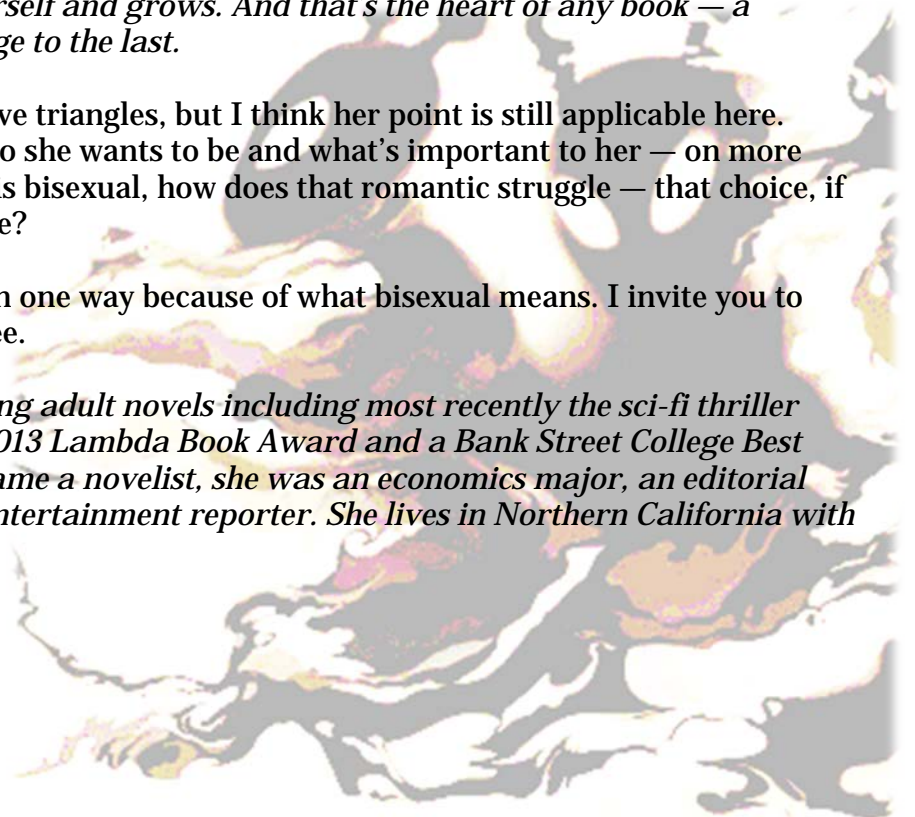 rself and grows. And that's the heart of any book — a
ge to the last.
ve triangles, but I think her point is still applicable here.
o she wants to be and what's important to her — on more
is bisexual, how does that romantic struggle — that choice, if
e?
n one way because of what bisexual means. I invite you to
ee.
ng adult novels including most recently the sci-fi thriller
013 Lambda Book Award and a Bank Street College Best
ame a novelist, she was an economics major, an editorial
ntertainment reporter. She lives in Northern California with